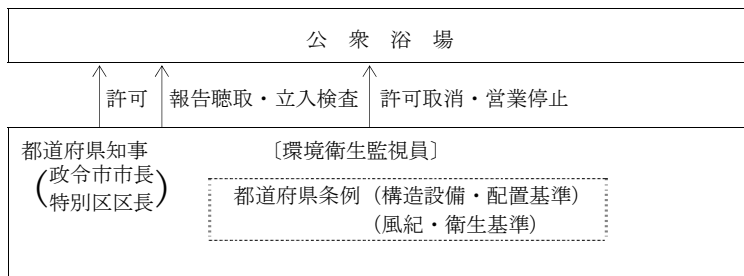 公衆浴場
許可 報告聴取・立入検査 許可取消・営業停止
都道府県知事 〔環境衛生監視員〕
(政令市市長
特別区区長)
都道府県条例(構造設備・配置基準)
(風紀・衛生基準)